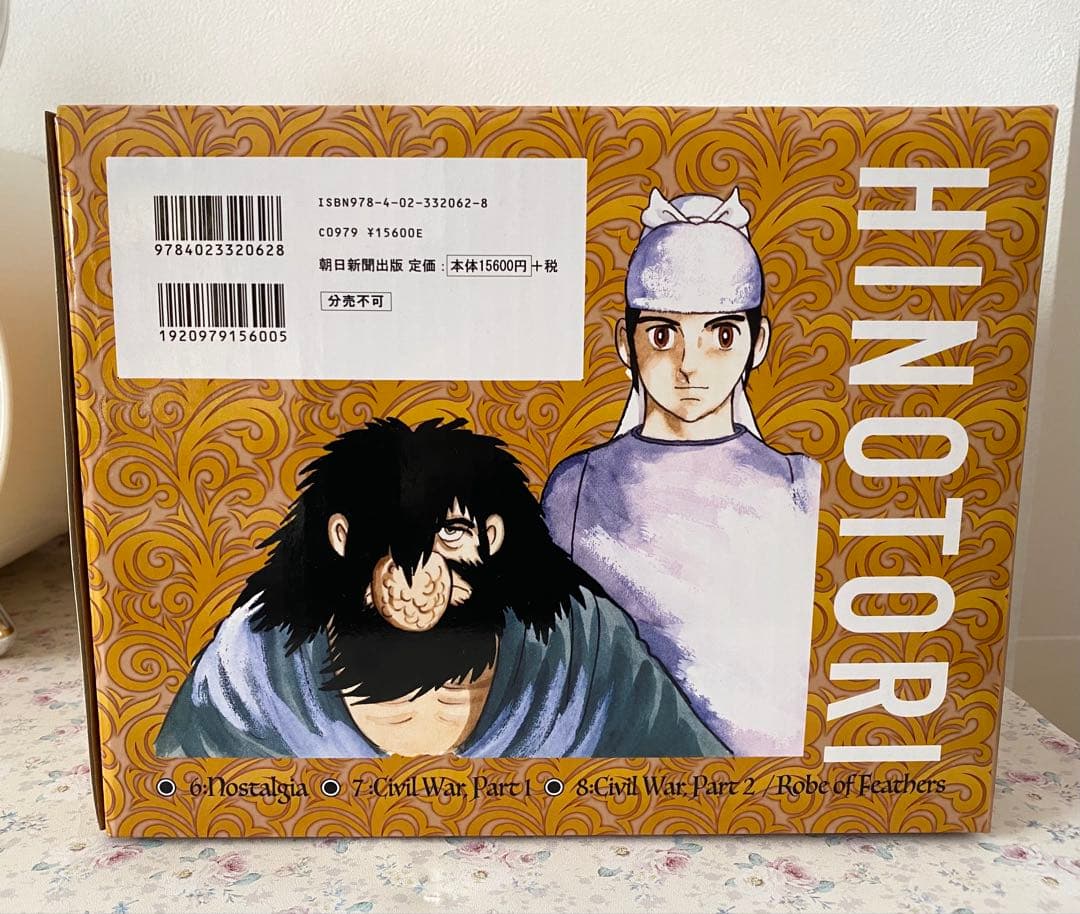 ISBN978-4-02-332062-8
9784023320628
C0979 ¥15600E
朝日新聞出版 定価:本体15600円+税
分売不可
1920979156005
HINOTORI
● 6:Nostalgia ● 7:Civil War, Part 1 ● 8:Civil War, Part 2 /Robe of Feathers